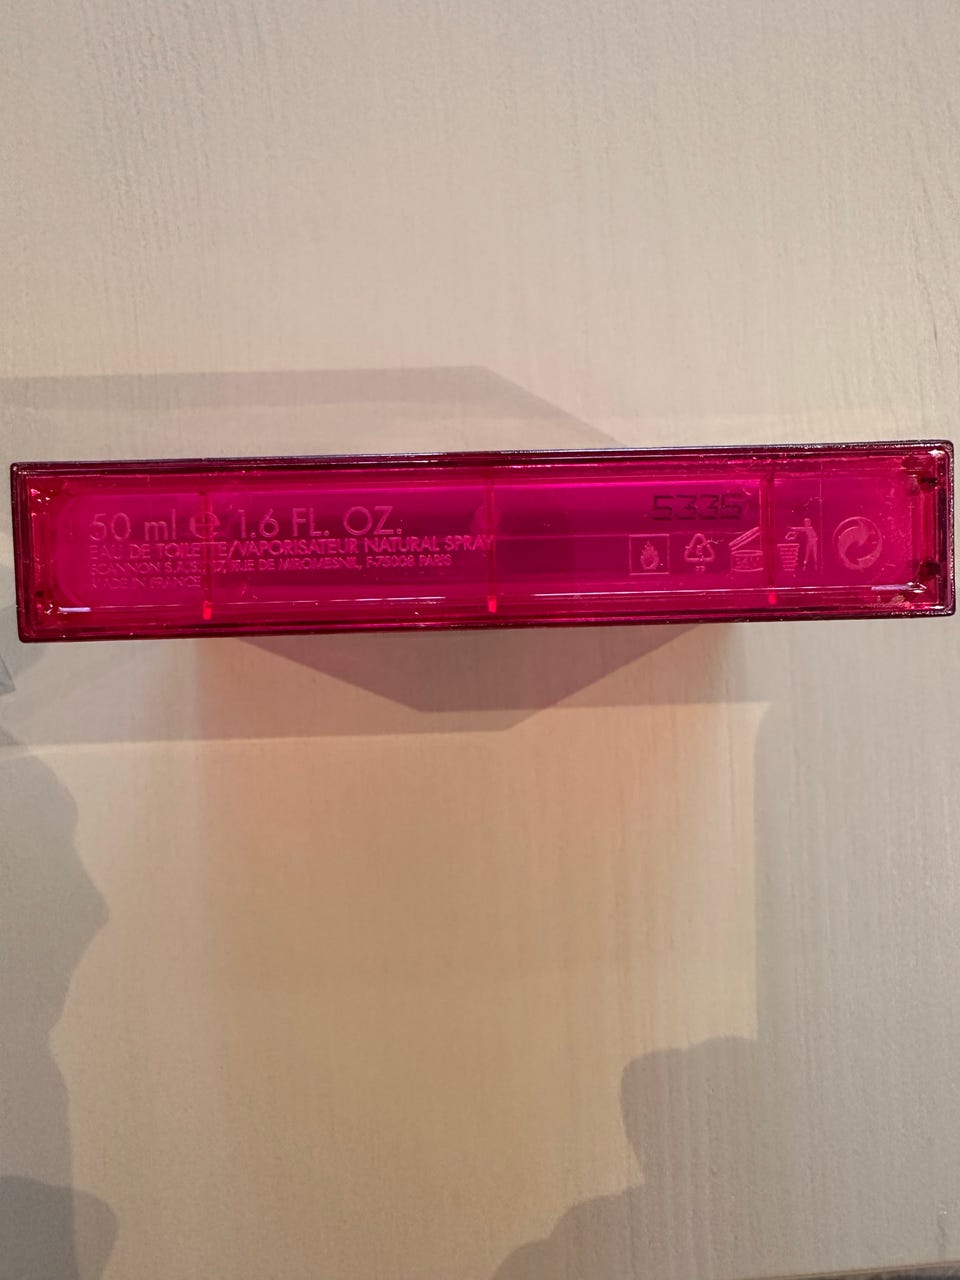 50 ml e 1.6 FL. OZ.
EAU DE TOILETTE/VAPORISATEUR NATURAL SPRAY
SCANNON S.A.S. RUE DE MIROMESNIL, F-75008 PARIS
MADE IN FRANCE
5335